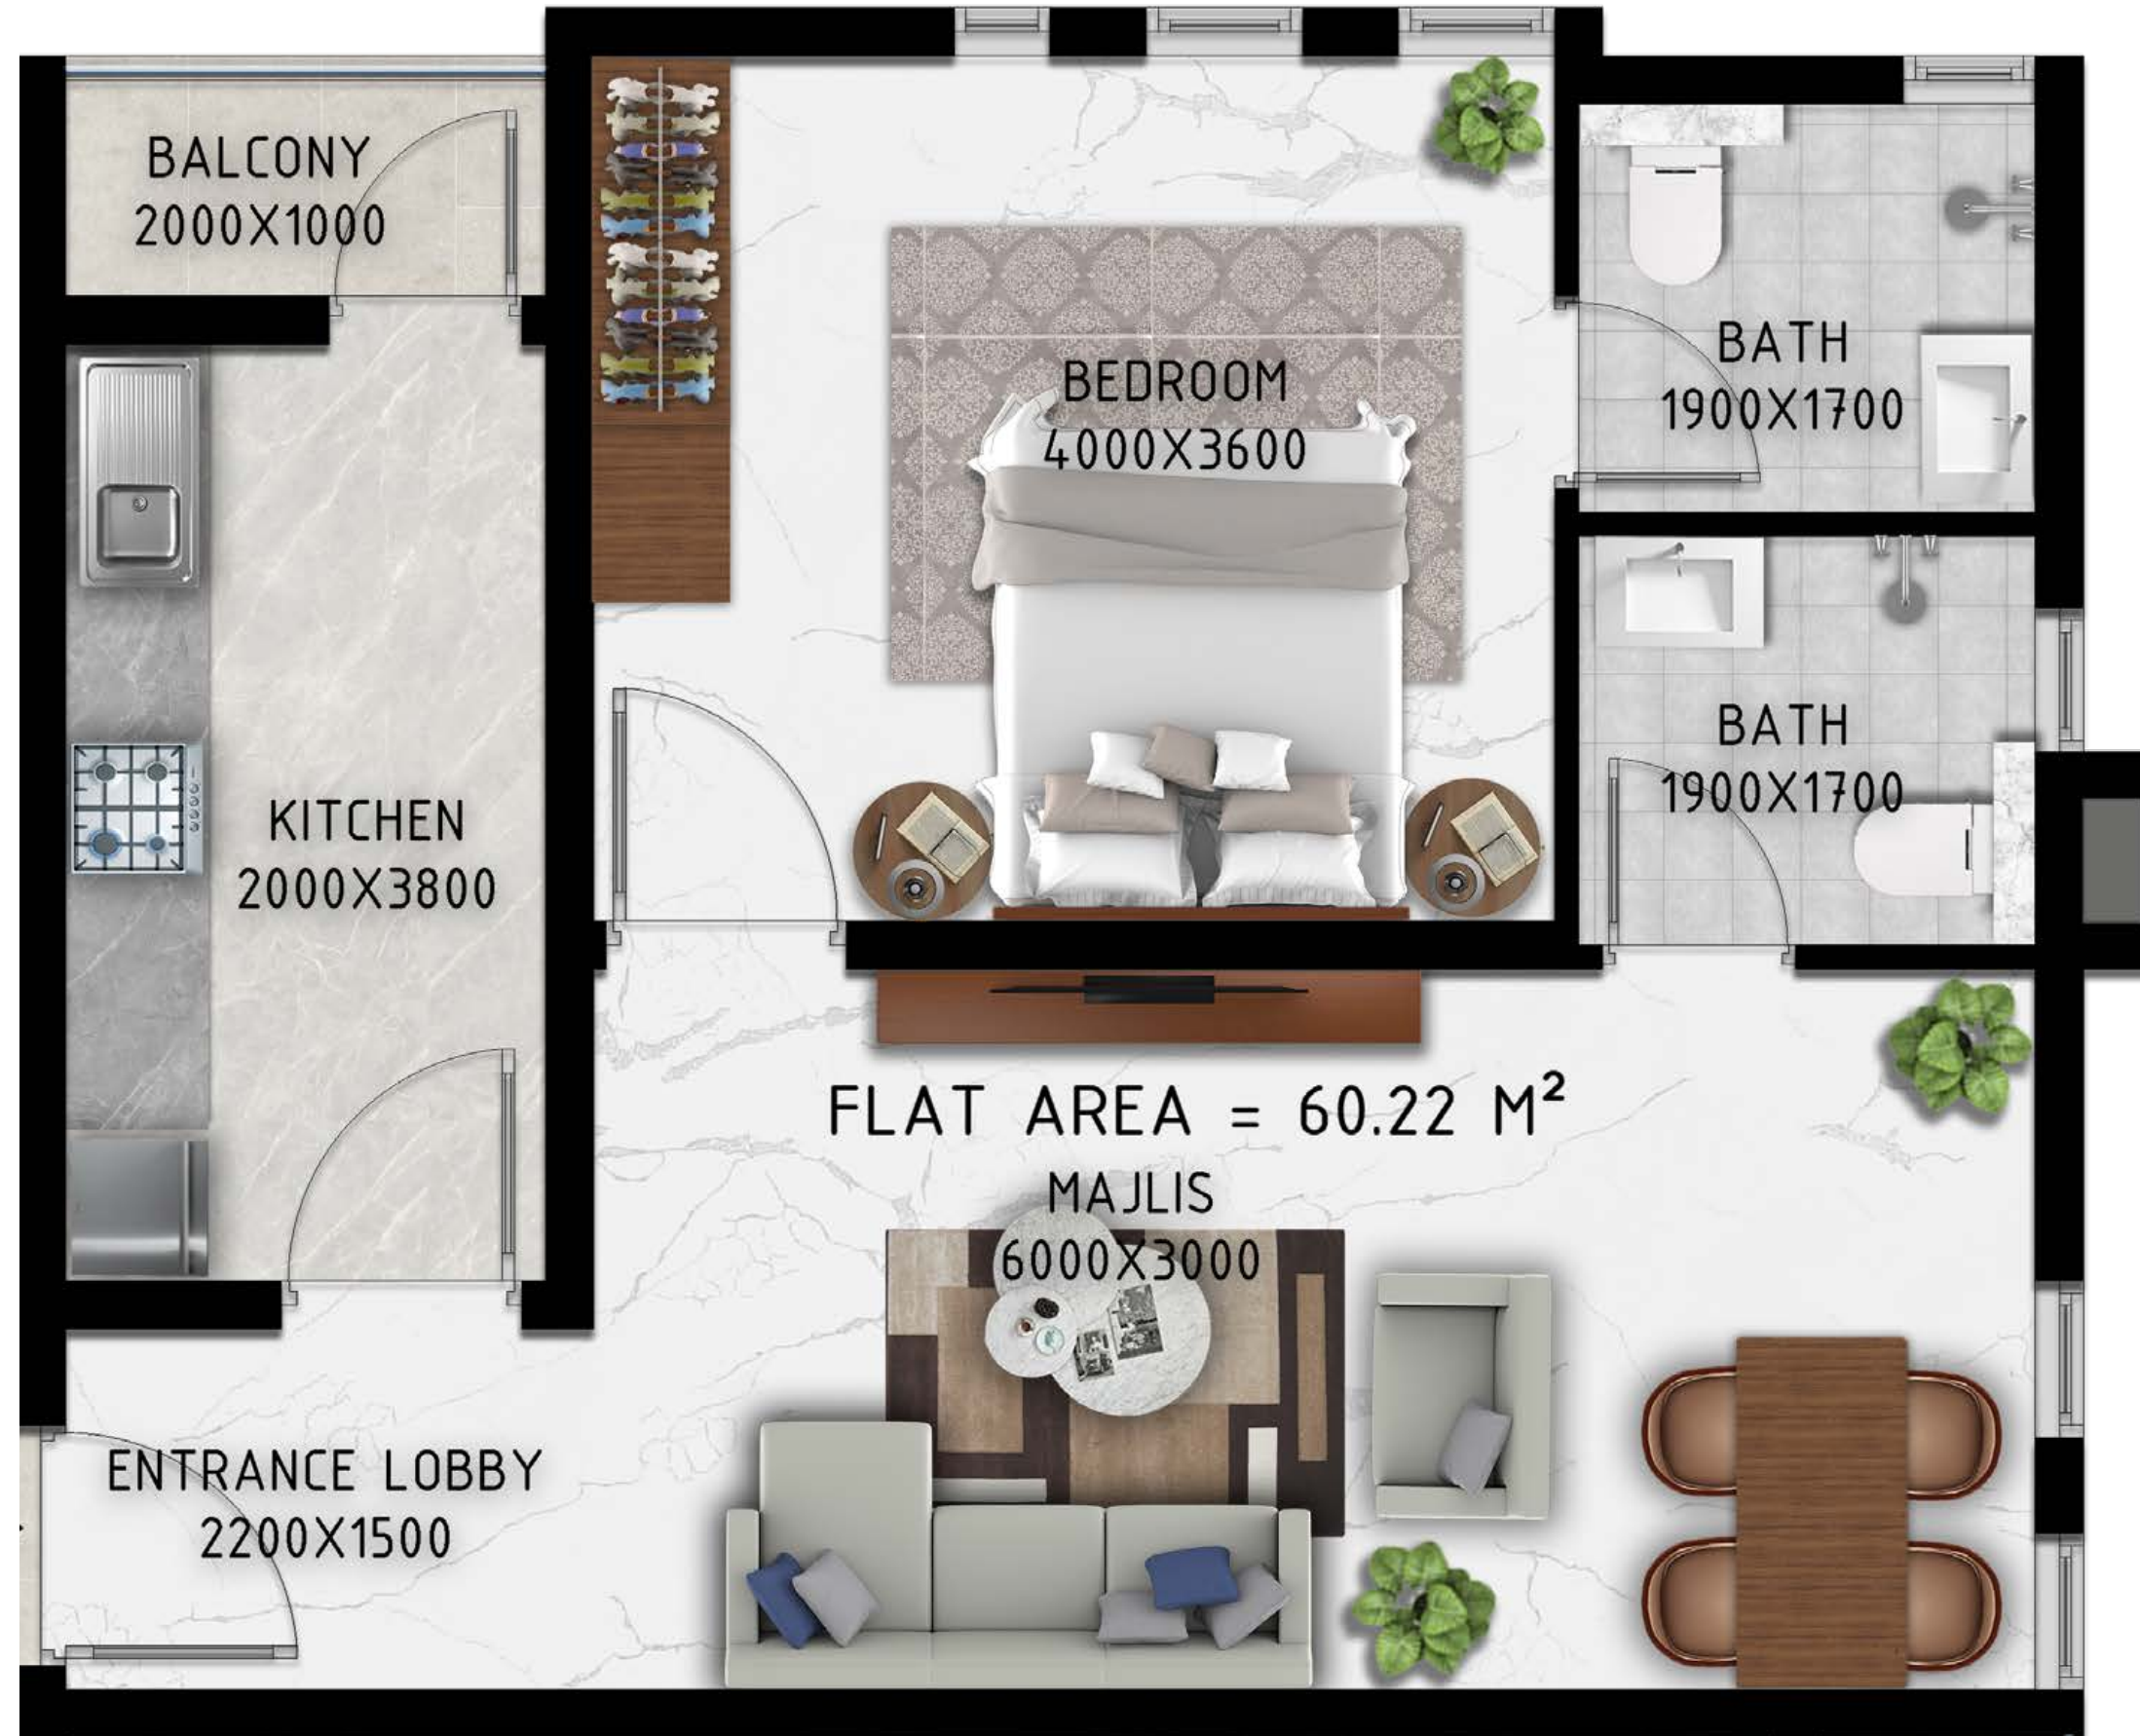 BALCONY
2000X1000
BEDROOM
4000X3600
BATH
1900X1700
BATH
1900X1700
KITCHEN
2000X3800
FLAT AREA = 60.22 M²
MAJLIS
6000X3000
ENTRANCE LOBBY
2200X1500